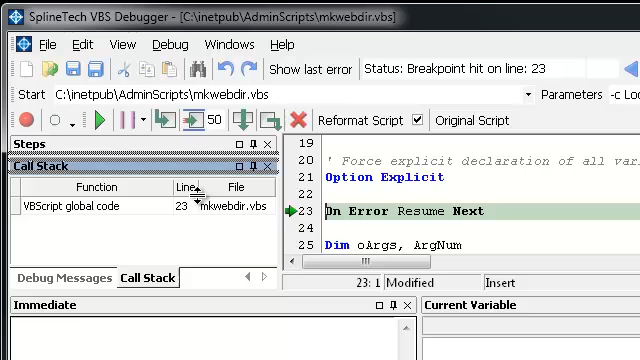 SplineTech VBS Debugger - [C:\inetpub\AdminScripts\mkwebdir.vbs]
File Edit View Debug Windows Help
Show last error Status: Breakpoint hit on line: 23
Start C:\inetpub\AdminScripts\mkwebdir.vbs Parameters -c Loc
50 Reformat Script Original Script
Steps
Call Stack
Function Line File
VBScript global code 23 mkwebdir.vbs
Debug Messages Call Stack
19
20 ' Force explicit declaration of all var
21 Option Explicit
23 On Error Resume Next
24
25 Dim oArgs, ArgNum
23: 1 Modified Insert
Immediate
Current Variable